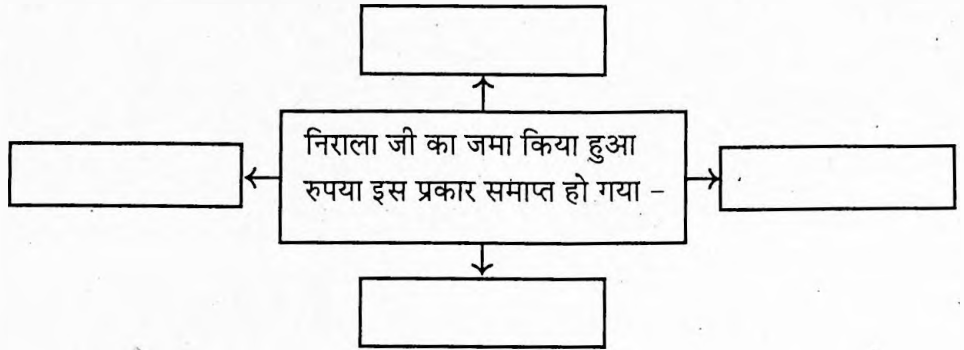 निराला जी का जमा किया हुआ
रुपया इस प्रकार समाप्त हो गया –